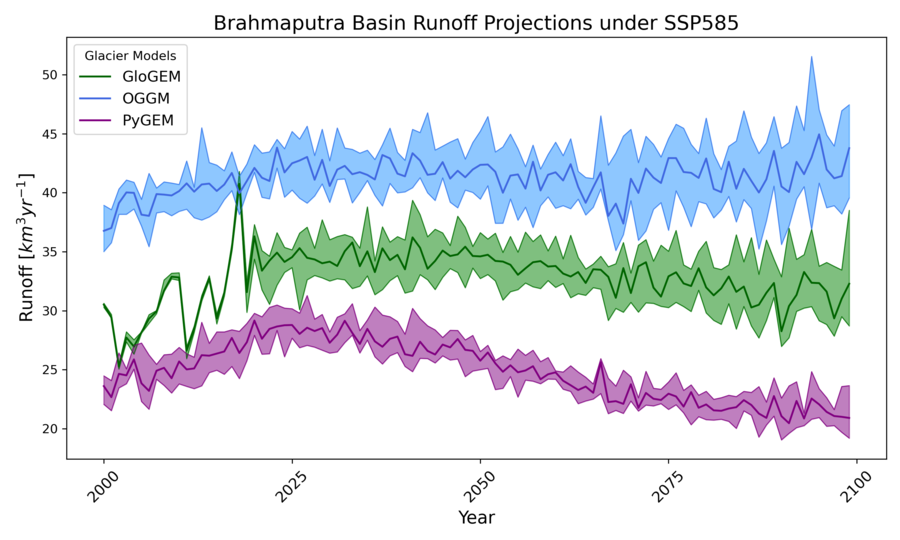 Brahmaputra Basin Runoff Projections under SSP585
Glacier Models
GloGEM
OGGM
PyGEM
Runoff [km³yr⁻¹]
50
45
40
35
30
25
20
2000
2025
2050
2075
2100
Year